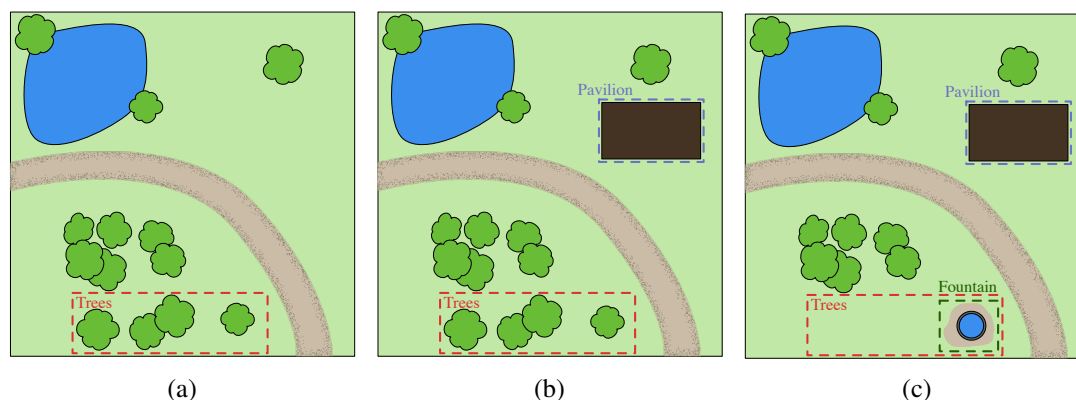 Pavilion
Pavilion
Trees
Trees
Trees
Fountain
(a)
(b)
(c)